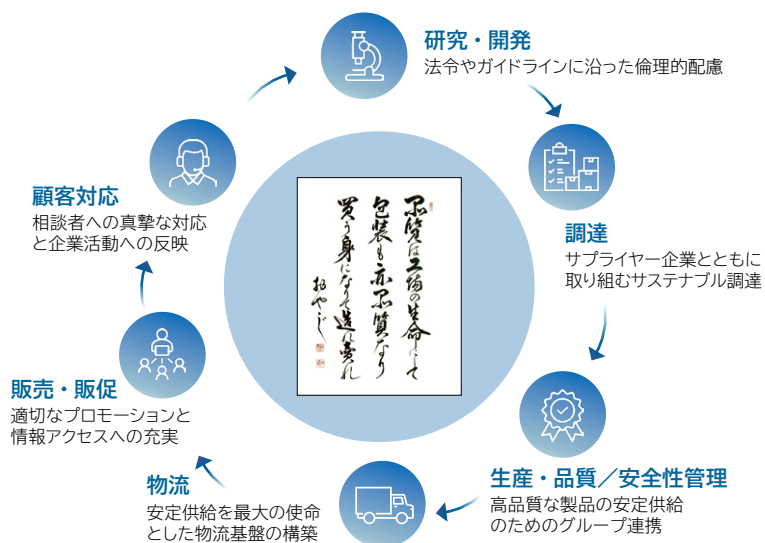 研究・開発
法令やガイドラインに沿った倫理的配慮
調達
サプライヤー企業とともに
取り組むサステナブル調達
生産・品質／安全性管理
高品質な製品の安定供給
のためのグループ連携
物流
安定供給を最大の使命
とした物流基盤の構築
販売・販促
適切なプロモーションと
情報アクセスへの充実
顧客対応
相談者への真摯な対応
と企業活動への反映
品質は工場の生命にして
包装も亦品質なり
買う身になりて造れ売れ
おやじ